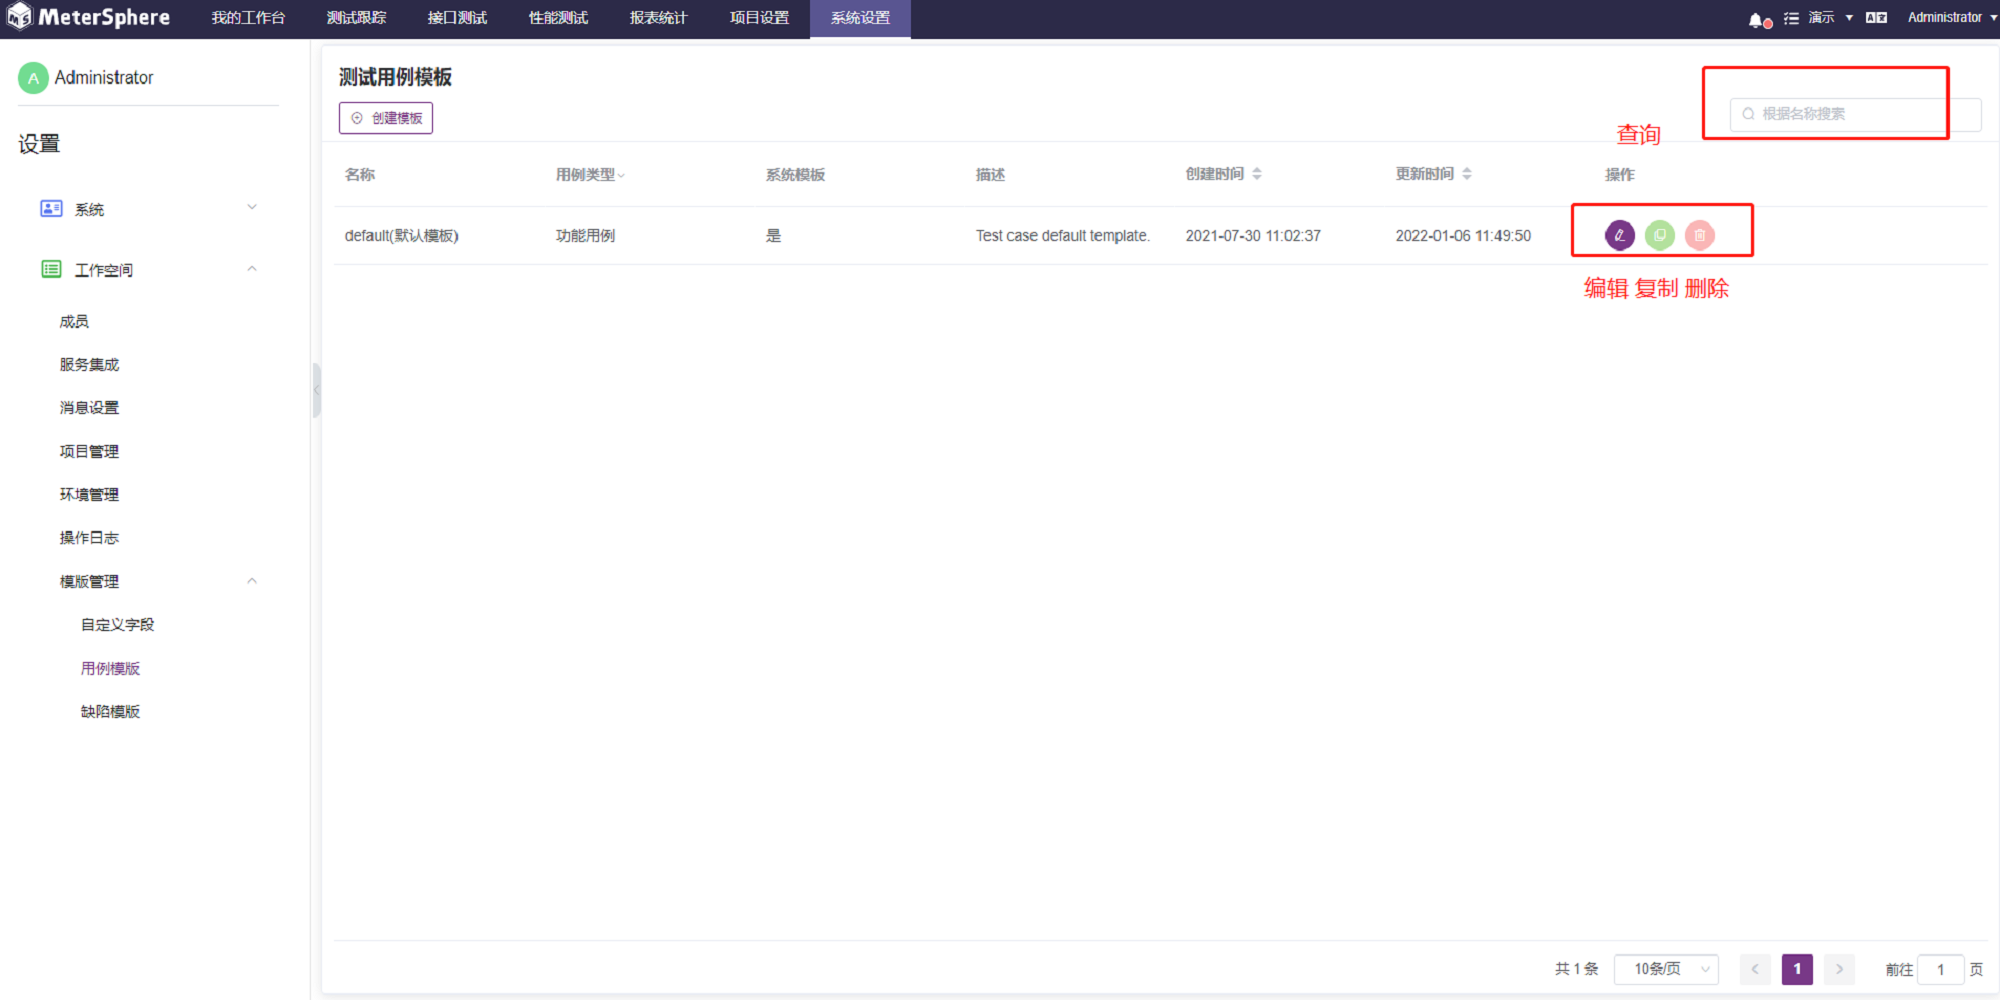 MeterSphere 我的工作台 测试跟踪 接口测试 性能测试 报表统计 项目设置 系统设置 演示 Administrator
A Administrator
设置
系统
工作空间
成员
服务集成
消息设置
项目管理
环境管理
操作日志
模版管理
自定义字段
用例模版
缺陷模版
测试用例模板
创建模板
根据名称搜索
查询
名称 用例类型 系统模板 描述 创建时间 更新时间 操作
default(默认模板) 功能用例 是 Test case default template. 2021-07-30 11:02:37 2022-01-06 11:49:50
编辑 复制 删除
共 1 条 10条/页 1 前往 1 页